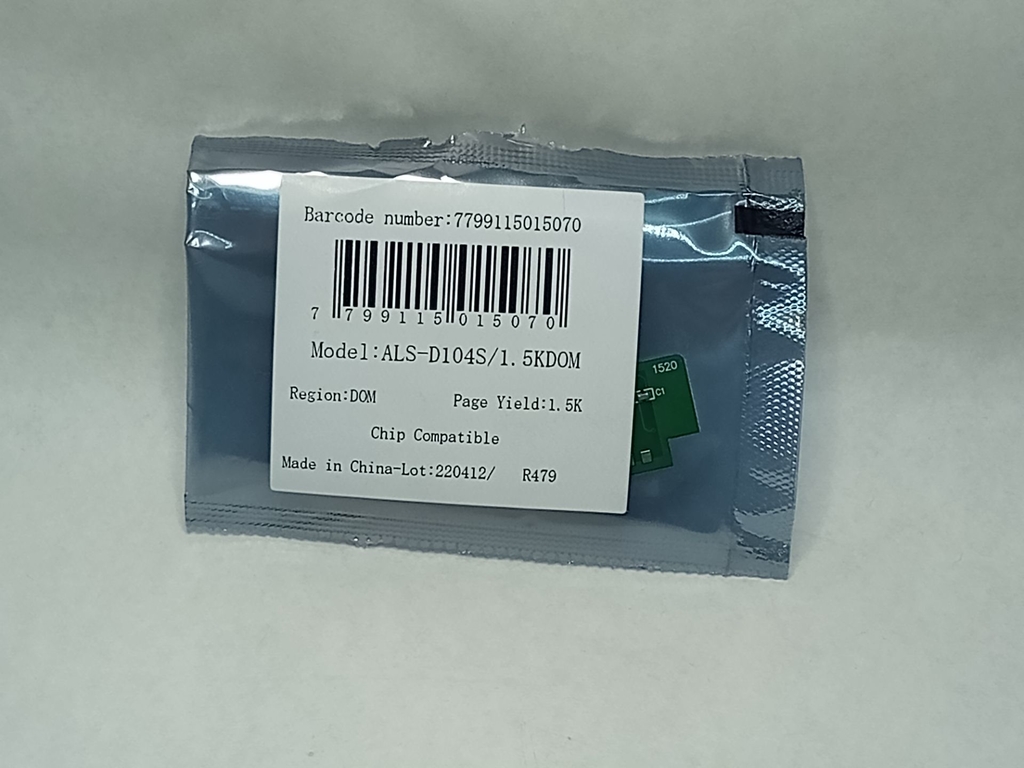 Barcode number:7799115015070
7 799115 015070
Model:ALS-D104S/1.5KDOM
Region:DOM Page Yield:1.5K
Chip Compatible
Made in China-Lot:220412/ R479
1520
C1